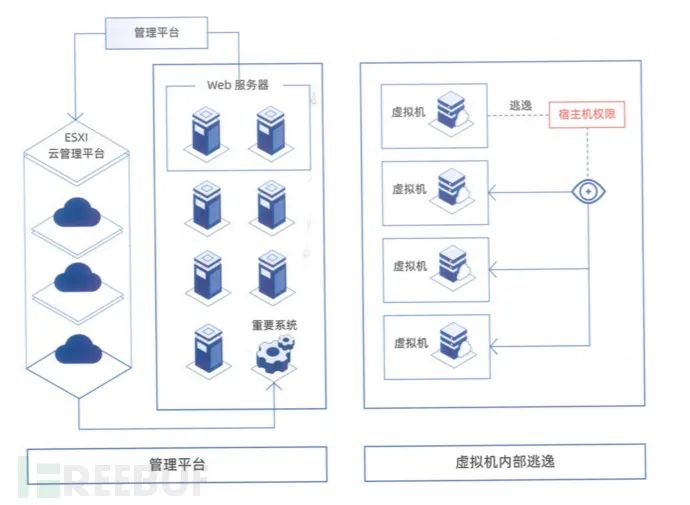 管理平台
Web 服务器
ESXI
云管理平台
重要系统
管理平台
虚拟机
逃逸
宿主机权限
虚拟机
虚拟机
虚拟机
虚拟机内部逃逸
FREEBUF